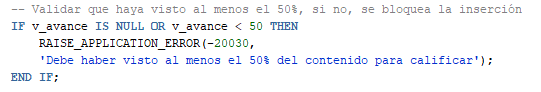 -- Validar que haya visto al menos el 50%, si no, se bloquea la inserción
IF v_avance IS NULL OR v_avance < 50 THEN
RAISE_APPLICATION_ERROR(-20030,
'Debe haber visto al menos el 50% del contenido para calificar');
END IF;